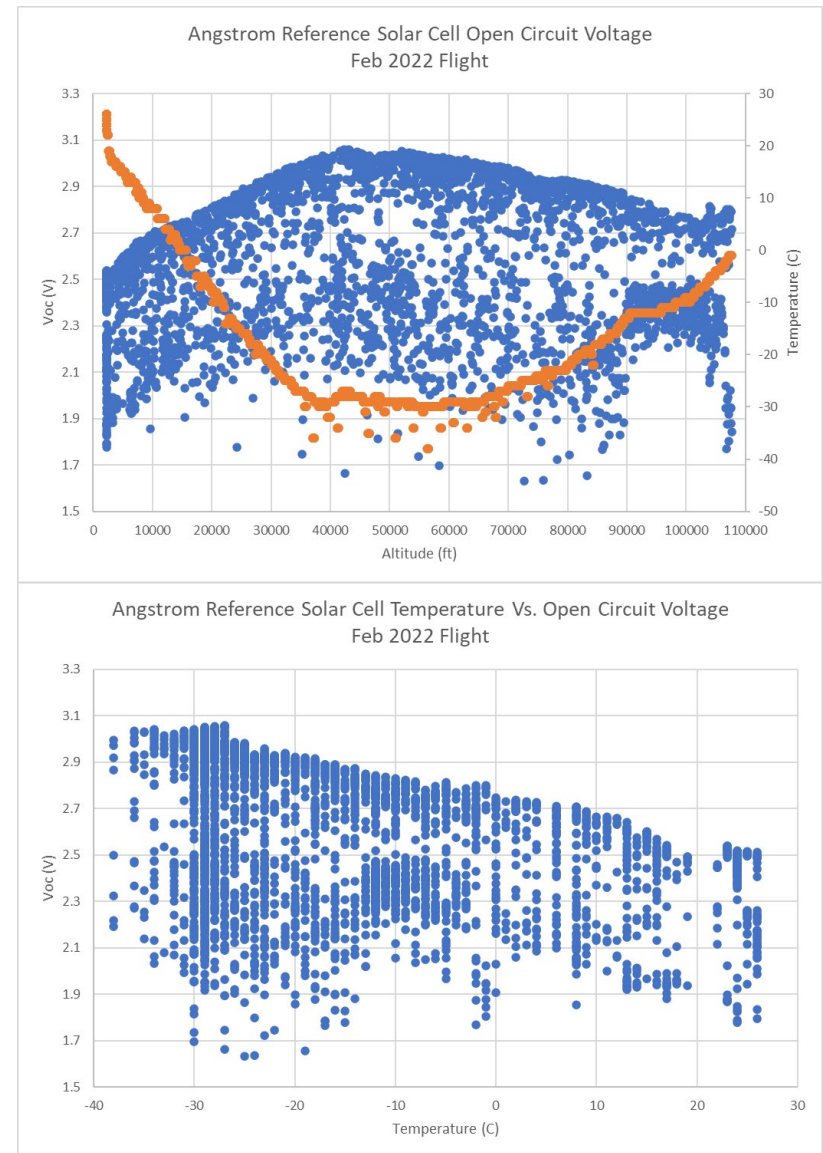 Angstrom Reference Solar Cell Open Circuit Voltage
Feb 2022 Flight
3.3
3.1
2.9
2.7
2.5
2.3
2.1
1.9
1.7
1.5
Voc (V)
30
20
10
0
-10
-20
-30
-40
-50
Temperature (C)
0 10000 20000 30000 40000 50000 60000 70000 80000 90000 100000 110000
Altitude (ft)
Angstrom Reference Solar Cell Temperature Vs. Open Circuit Voltage
Feb 2022 Flight
3.3
3.1
2.9
2.7
2.5
2.3
2.1
1.9
1.7
1.5
Voc (V)
-40 -30 -20 -10 0 10 20 30
Temperature (C)